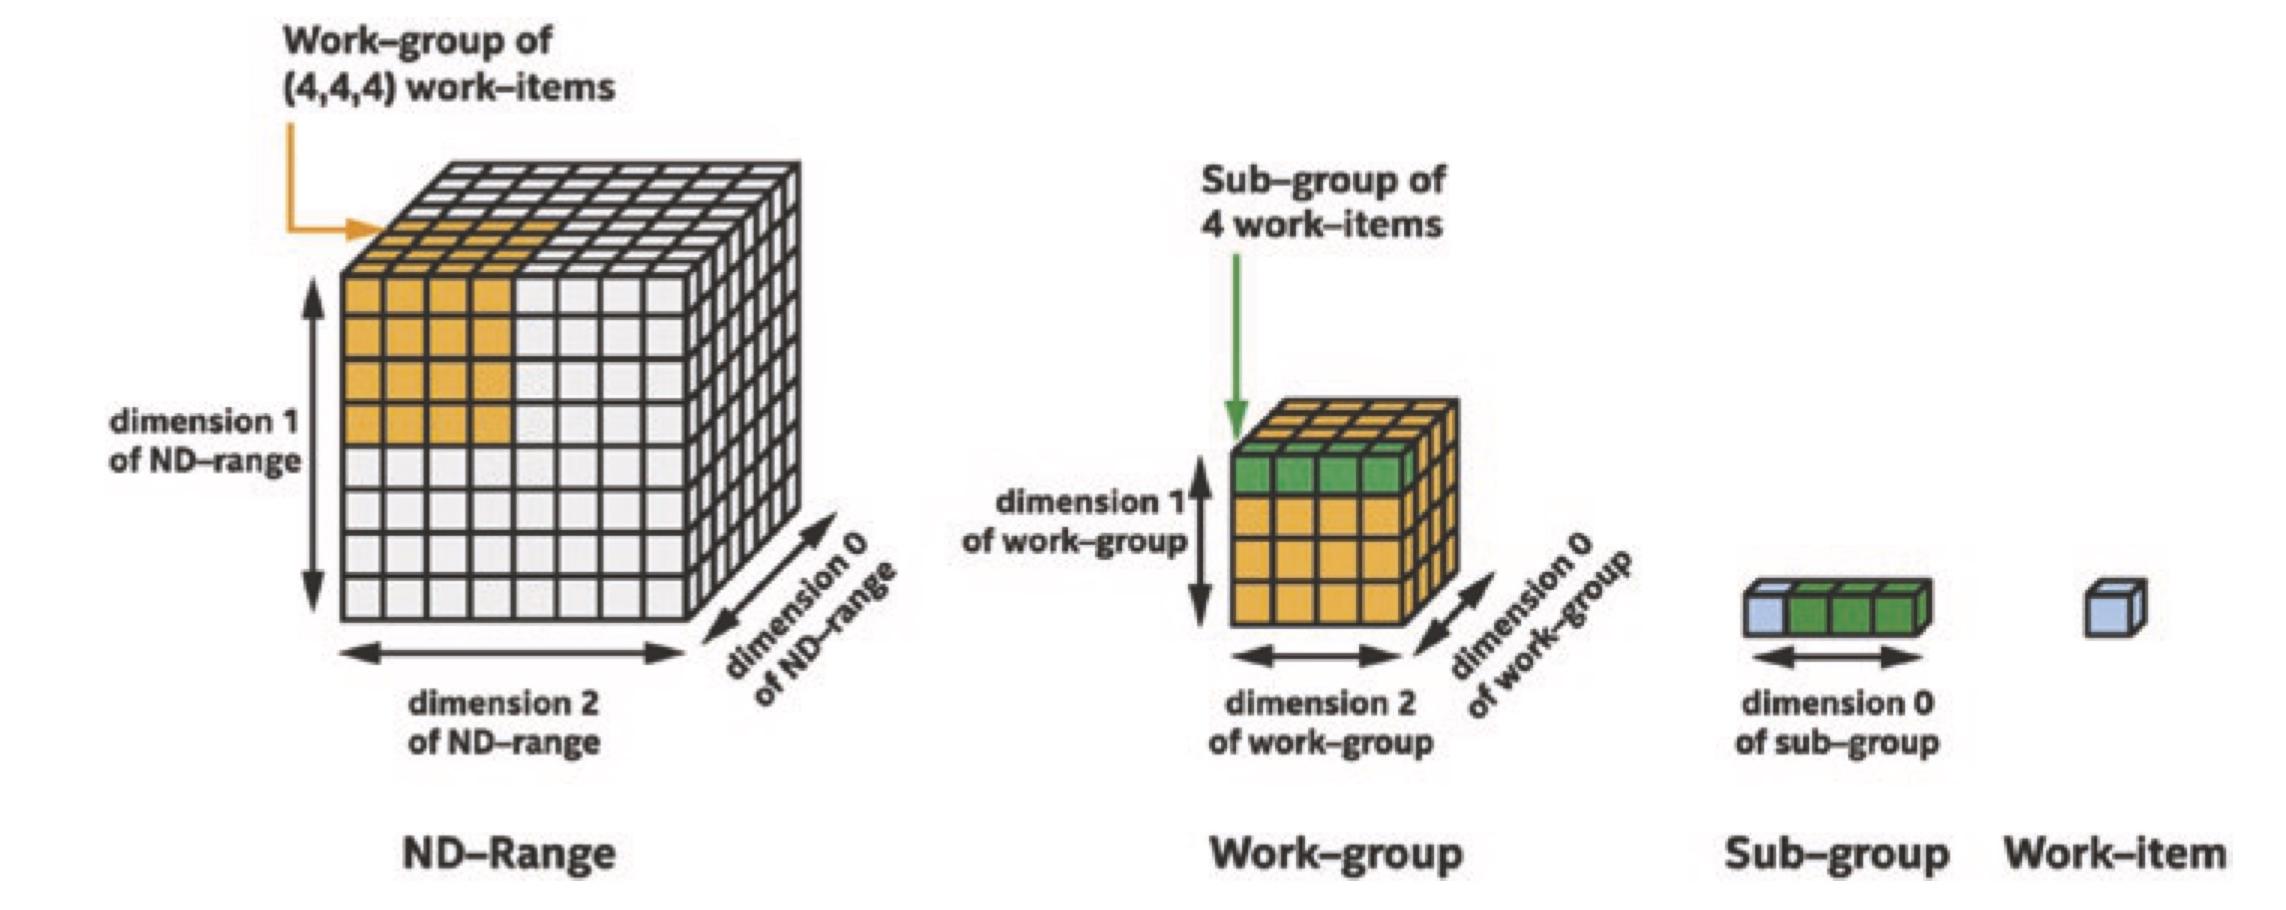 Work–group of
(4,4,4) work–items
dimension 1
of ND–range
dimension 2
of ND–range
dimension 0
of ND–range
ND–Range
Sub–group of
4 work–items
dimension 1
of work–group
dimension 2
of work–group
dimension 0
of work–group
Work–group
dimension 0
of sub–group
Sub–group
Work–item